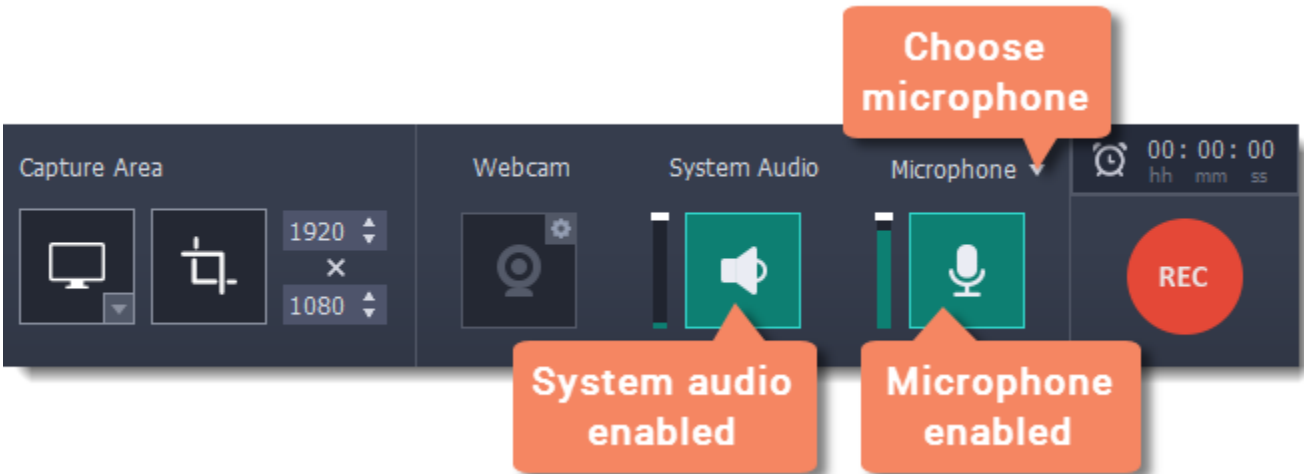 Choose
microphone
Capture Area
Webcam
System Audio
Microphone
00 : 00 : 00
hh mm ss
1920
×
1080
REC
System audio
enabled
Microphone
enabled